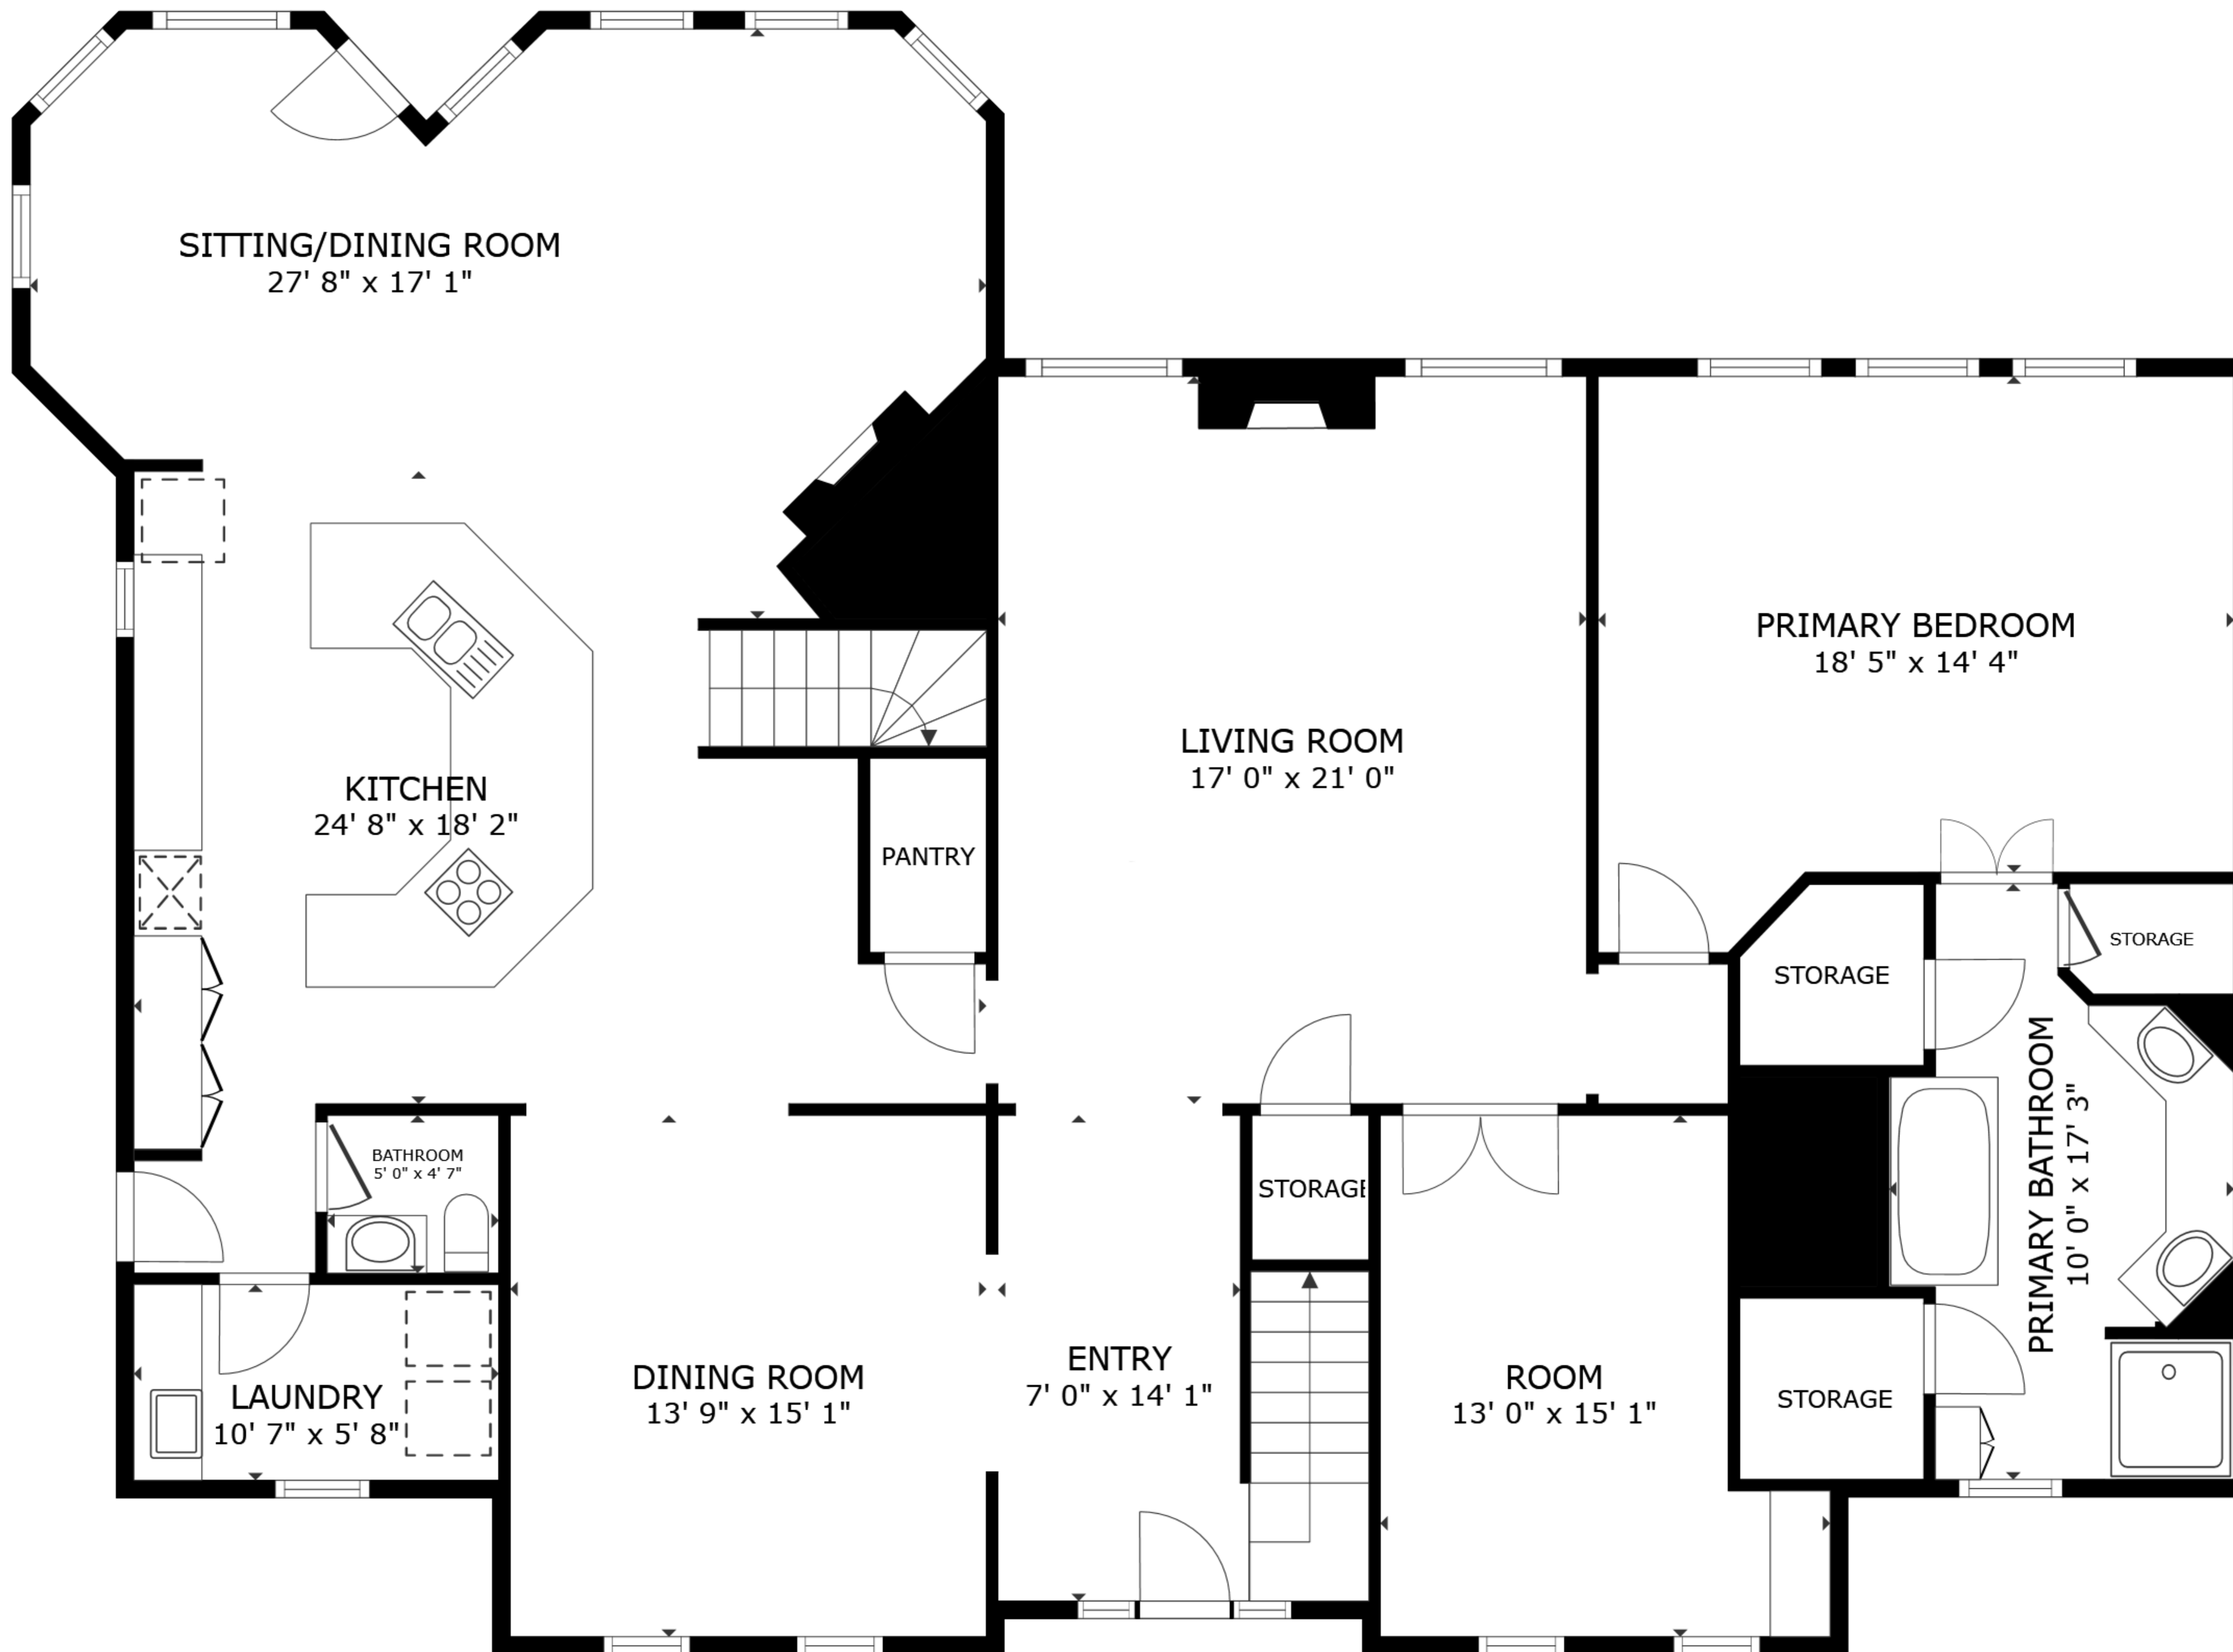 SITTING/DINING ROOM
27' 8" x 17' 1"
PRIMARY BEDROOM
18' 5" x 14' 4"
LIVING ROOM
17' 0" x 21' 0"
KITCHEN
24' 8" x 18' 2"
PANTRY
STORAGE
STORAGE
BATHROOM
5' 0" x 4' 7"
STORAGE
PRIMARY BATHROOM
10' 0" x 17' 3"
LAUNDRY
10' 7" x 5' 8"
DINING ROOM
13' 9" x 15' 1"
ENTRY
7' 0" x 14' 1"
ROOM
13' 0" x 15' 1"
STORAGE